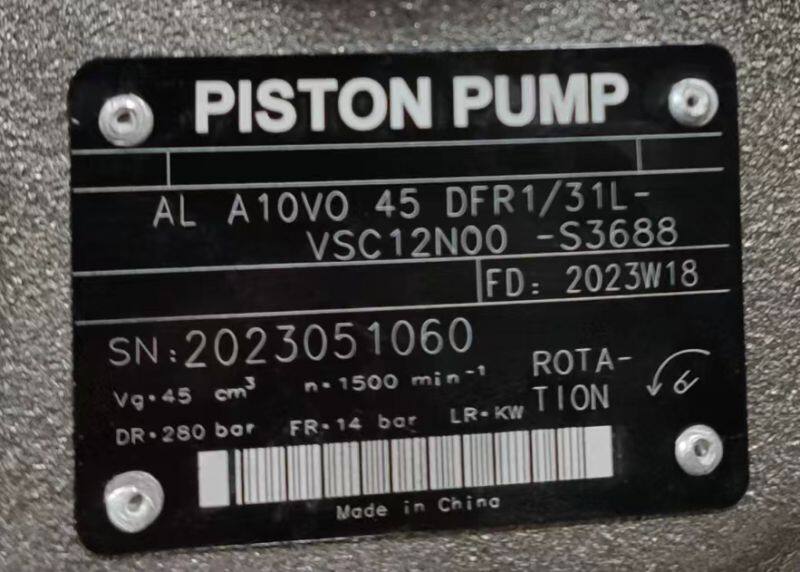 PISTON PUMP
AL A10VO 45 DFR1/31L-
VSC12N00 -S3688
FD: 2023W18
SN:2023051060
Vg=45 cm³ n=1500 min⁻¹
ROTA-
TION
DR=280 bar FR=14 bar LR=KW
Made in China